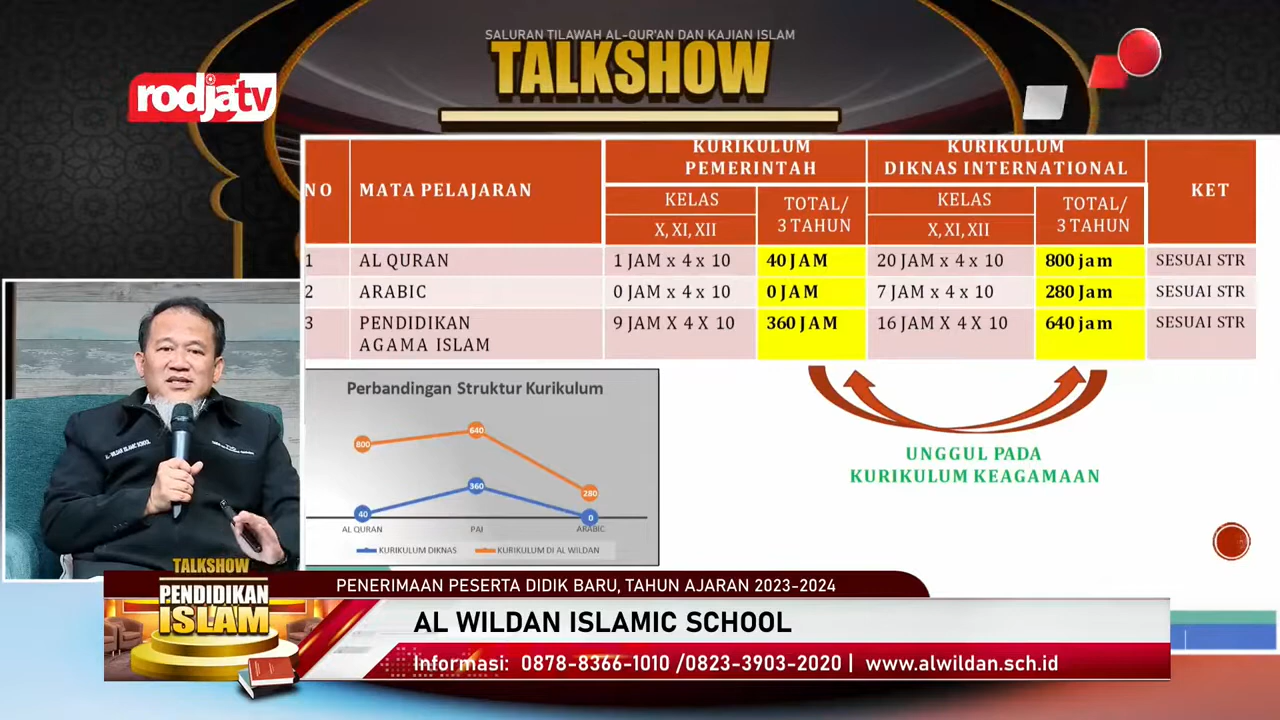 SALURAN TILAWAH AL-QUR'AN DAN KAJIAN ISLAM
TALKSHOW
rodjatv
NO
MATA PELAJARAN
KURIKULUM
PEMERINTAH
KURIKULUM
DIKNAS INTERNATIONAL
KET
KELAS
TOTAL/
3 TAHUN
KELAS
TOTAL/
3 TAHUN
X, XI, XII
X, XI, XII
1 AL QURAN 1 JAM x 4 x 10 40 JAM 20 JAM x 4 x 10 800 jam SESUAI STR
2 ARABIC 0 JAM x 4 x 10 0 JAM 7 JAM x 4 x 10 280 Jam SESUAI STR
3 PENDIDIKAN 9 JAM X 4 X 10 360 JAM 16 JAM X 4 X 10 640 jam SESUAI STR
AGAMA ISLAM
Perbandingan Struktur Kurikulum
800
640
280
40
360
0
AL QURAN
PAI
ARABIC
KURIKULUM DIKNAS
KURIKULUM DI AL WILDAN
UNGGUL PADA
KURIKULUM KEAGAMAAN
AL-WILDAN ISLAMIC SCHOOL
TALKSHOW
PENDIDIKAN
ISLAM
PENERIMAAN PESERTA DIDIK BARU, TAHUN AJARAN 2023-2024
AL WILDAN ISLAMIC SCHOOL
Informasi: 0878-8366-1010 /0823-3903-2020 | www.alwildan.sch.id